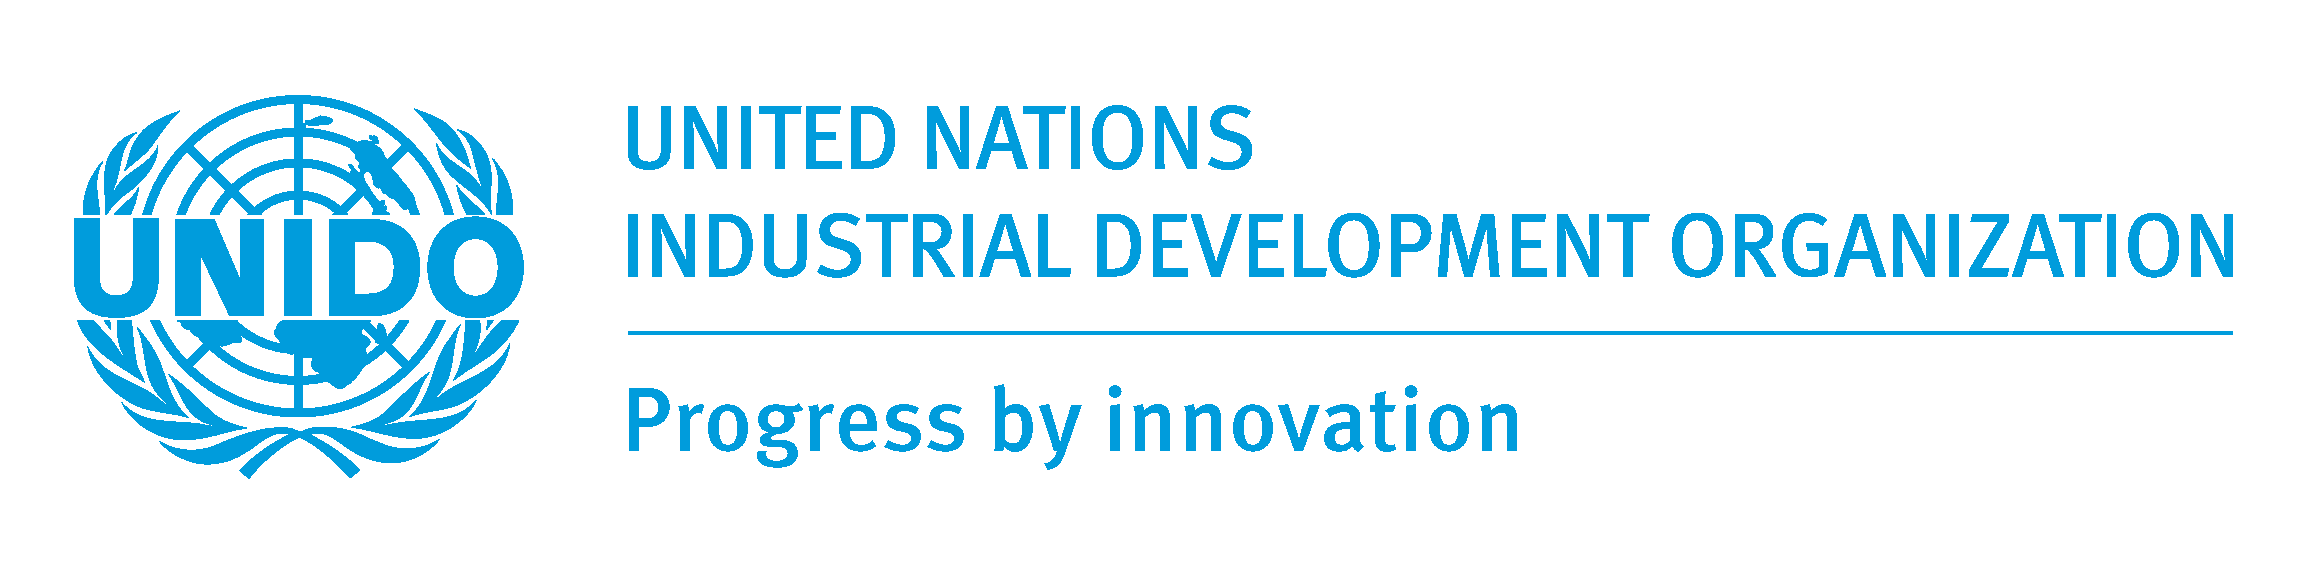 UNIDO
UNITED NATIONS
INDUSTRIAL DEVELOPMENT ORGANIZATION
Progress by innovation